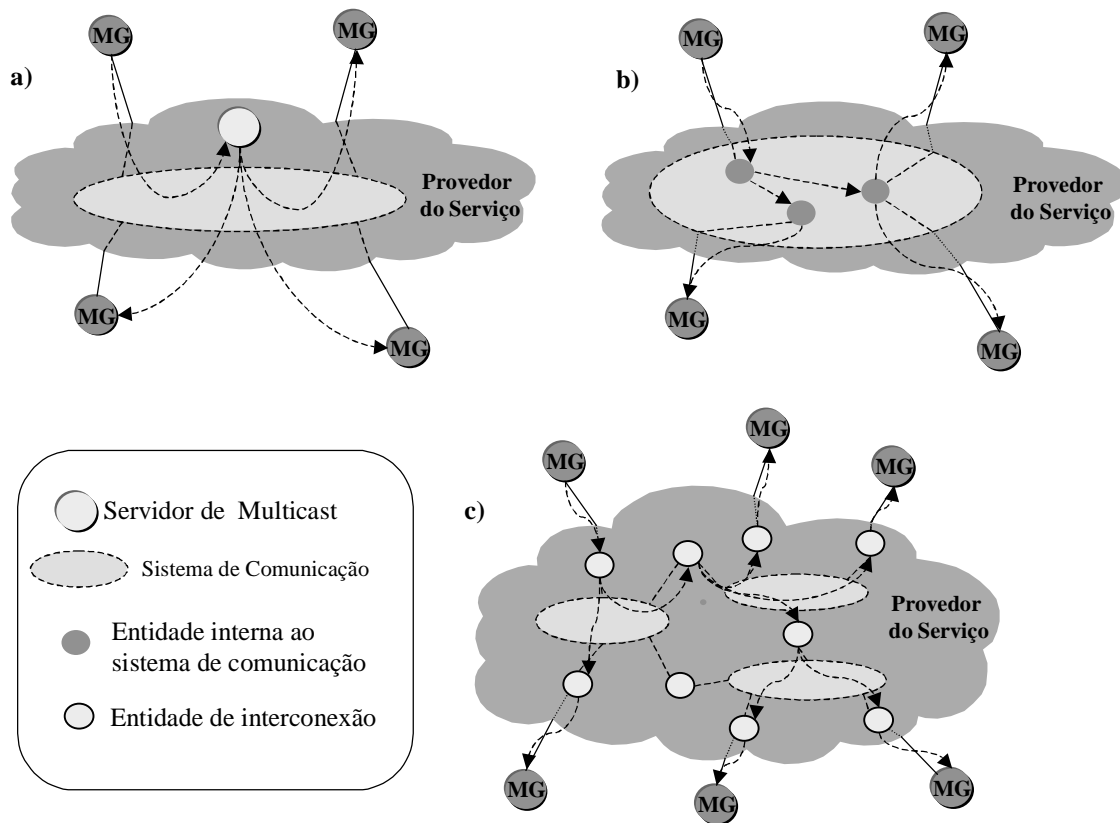 a)
MG
MG
Provedor
do Serviço
MG
MG
b)
MG
MG
Provedor
do Serviço
MG
MG
Servidor de Multicast
Sistema de Comunicação
Entidade interna ao
sistema de comunicação
Entidade de interconexão
c)
MG
MG
MG
Provedor
do Serviço
MG
MG
MG